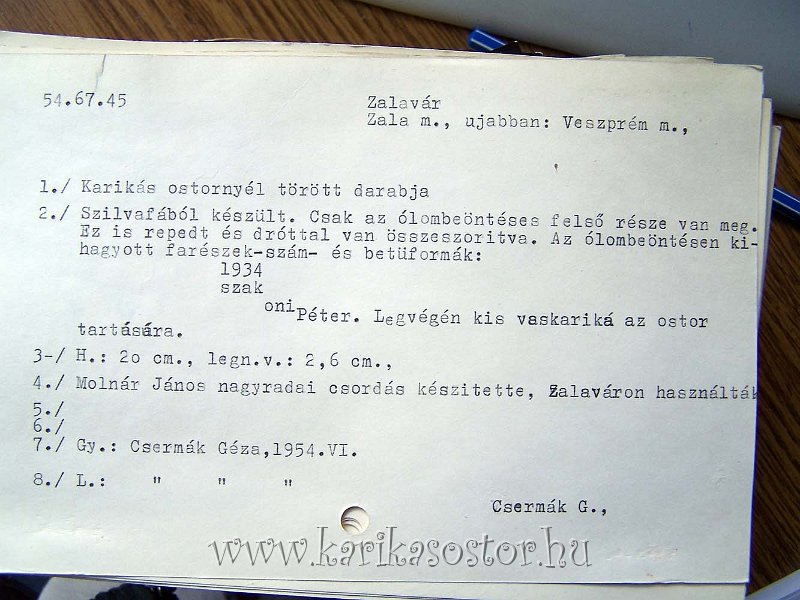 54.67.45
Zalavár
Zala m., ujabban: Veszprém m.,
1./ Karikás ostornyél törött darabja
2./ Szilvafából készült. Csak az ólombeöntéses felső része van meg.
Ez is repedt és dróttal van összeszoritva. Az ólombeöntésen ki-
hagyott farészek-szám- és betüformák:
1934
szak
oni
Péter. Legvégén kis vaskarika az ostor
tartására.
3-/ H.: 2o cm., legn.v.: 2,6 cm.,
4./ Molnár János nagyradai csordás készitette, Zalaváron használták
5./
6./
7./ Gy.: Csermák Géza,1954.VI.
8./ L.: " " "
Csermák G.,
www.karikasostor.hu